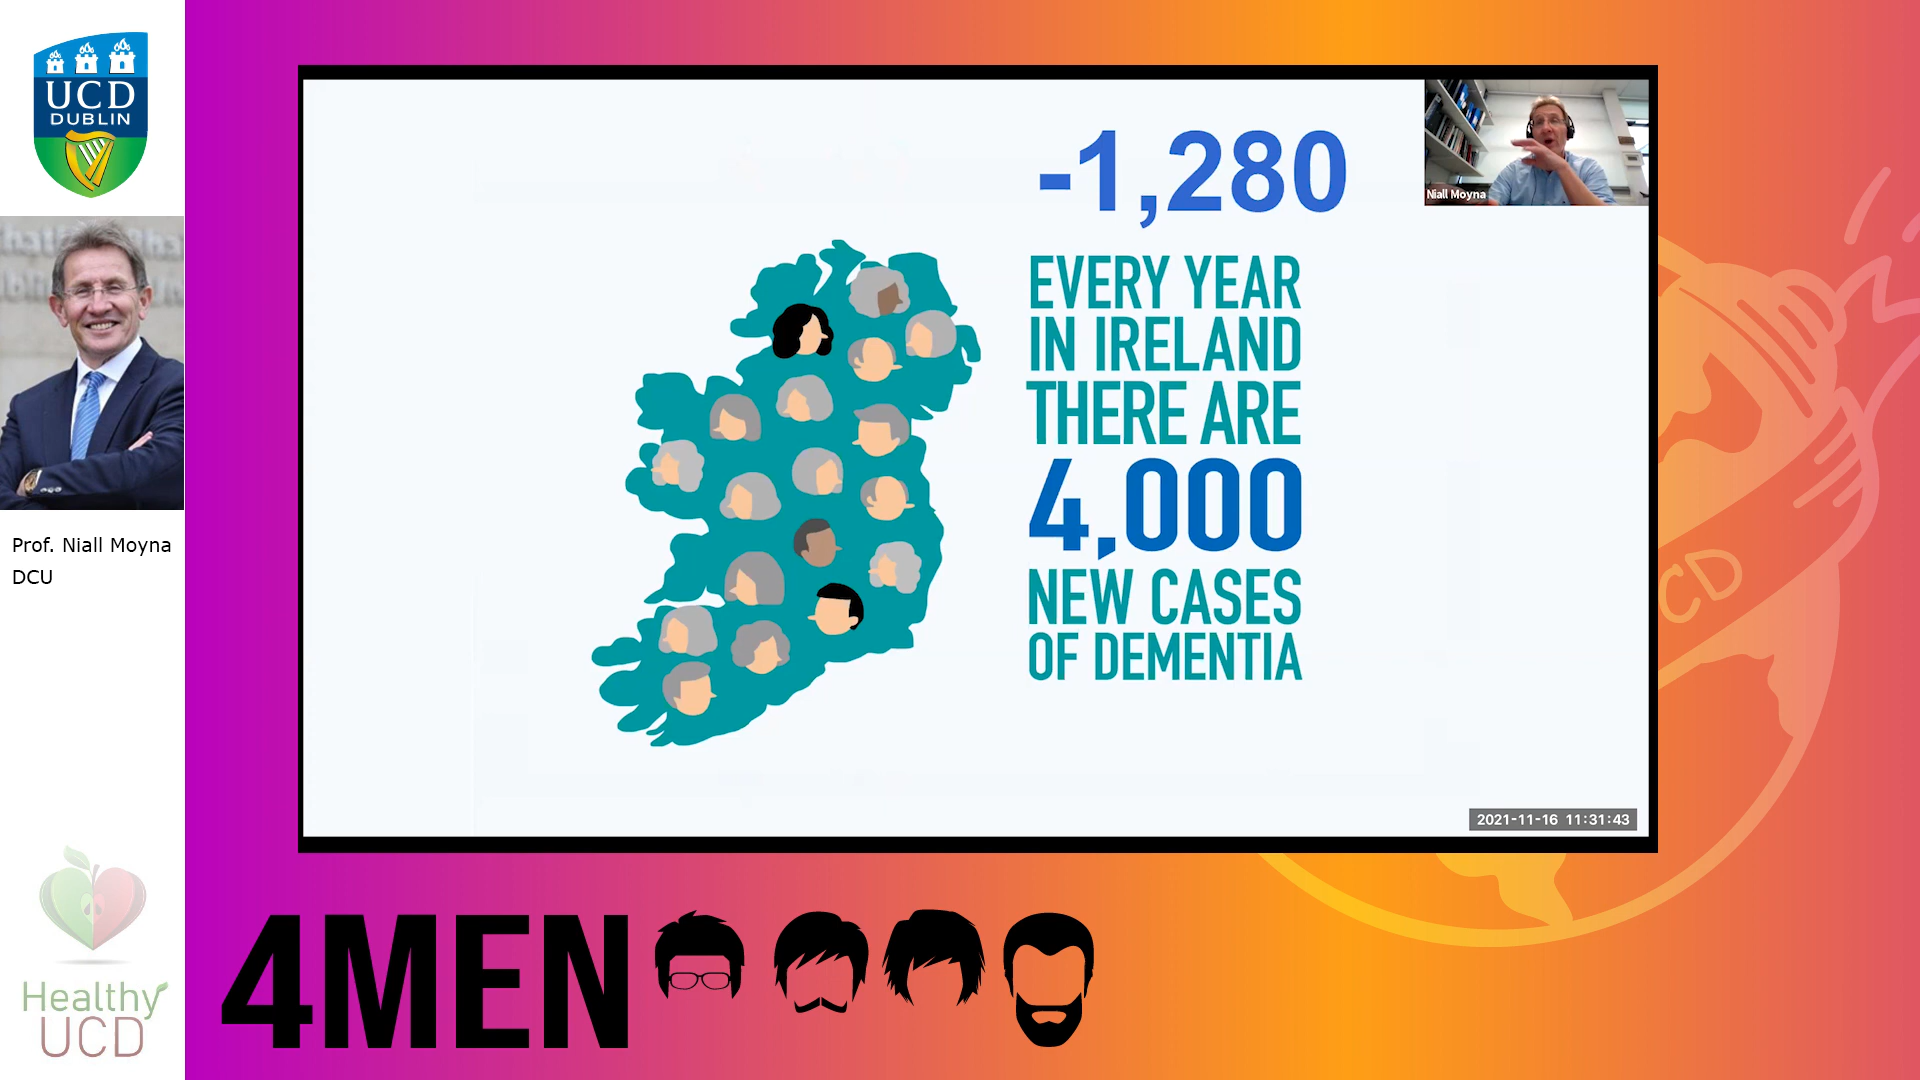 UCD
DUBLIN
Prof. Niall Moyna
DCU
Healthy
UCD
-1,280
EVERY YEAR
IN IRELAND
THERE ARE
4,000
NEW CASES
OF DEMENTIA
Niall Moyna
2021-11-16 11:31:43
UCD
4MEN